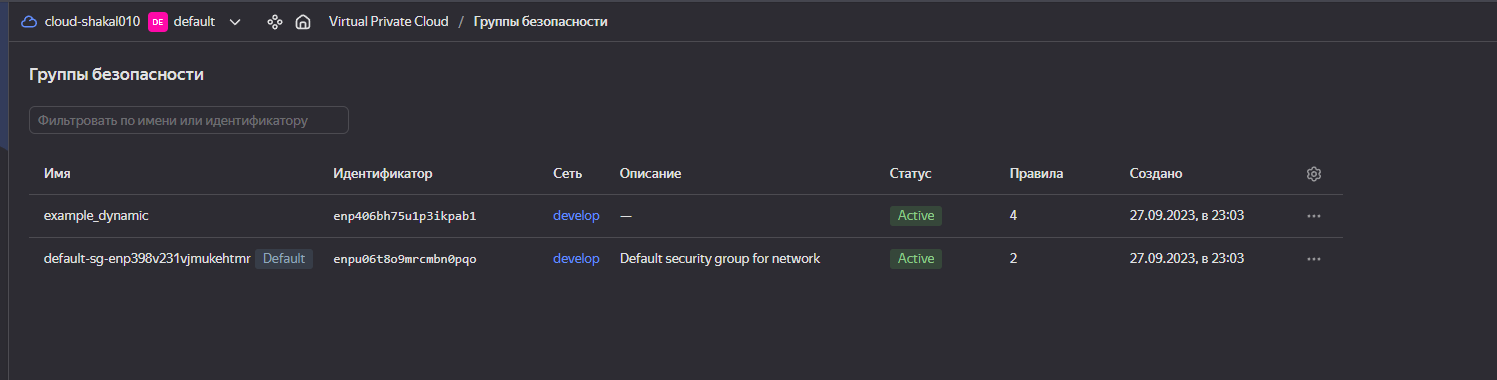 cloud-shakal010 DE default Virtual Private Cloud / Группы безопасности
Группы безопасности
Фильтровать по имени или идентификатору
Имя Идентификатор Сеть Описание Статус Правила Создано
example_dynamic enp406bh75u1p3ikpab1 develop — Active 4 27.09.2023, в 23:03
default-sg-enp398v231vjmukehtmr Default enpu06t8o9mrcmbn0pqo develop Default security group for network Active 2 27.09.2023, в 23:03